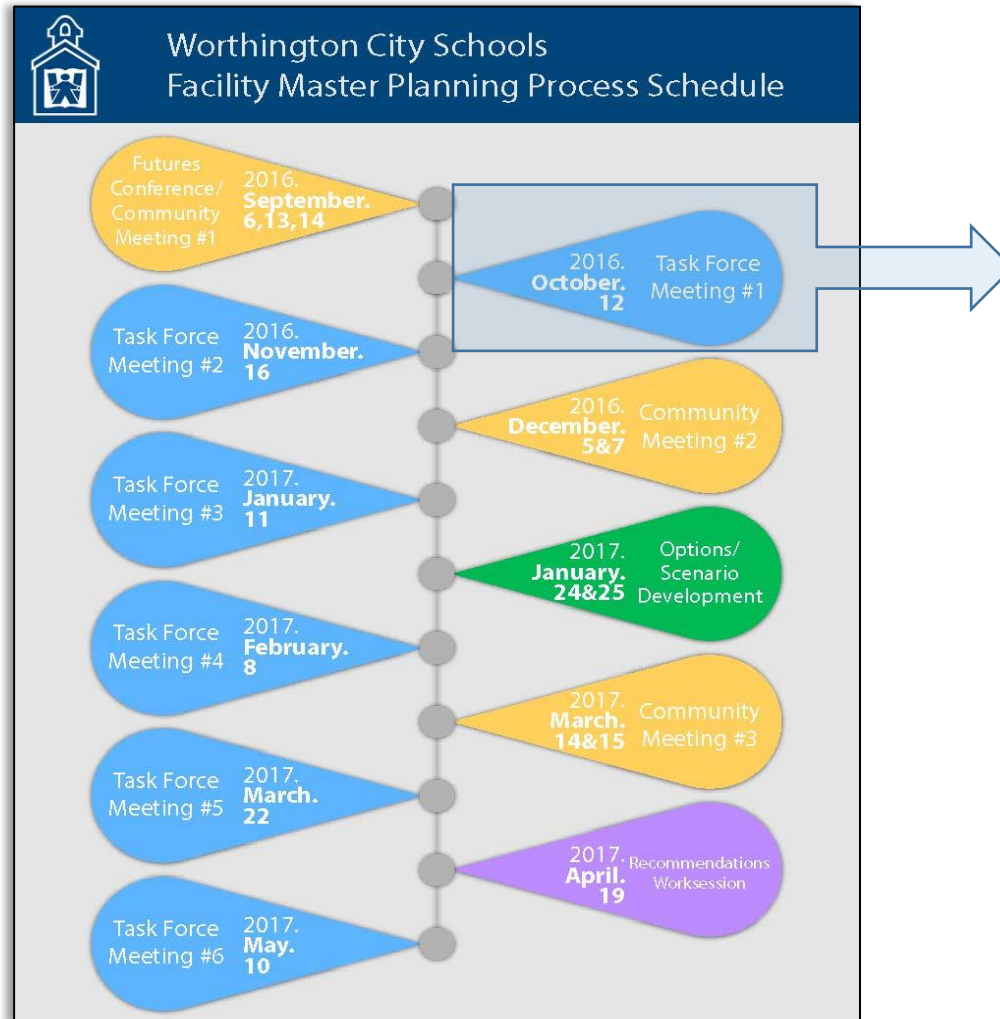 Worthington City Schools
Facility Master Planning Process Schedule
Futures
Conference/
Community
Meeting #1
2016.
September.
6,13,14
2016.
October.
12
Task Force
Meeting #1
Task Force
Meeting #2
2016.
November.
16
2016.
December.
5&7
Community
Meeting #2
Task Force
Meeting #3
2017.
January.
11
2017.
January.
24&25
Options/
Scenario
Development
Task Force
Meeting #4
2017.
February.
8
2017.
March.
14&15
Community
Meeting #3
Task Force
Meeting #5
2017.
March.
22
2017.
April.
19
Recommendations
Worksession
Task Force
Meeting #6
2017.
May.
10